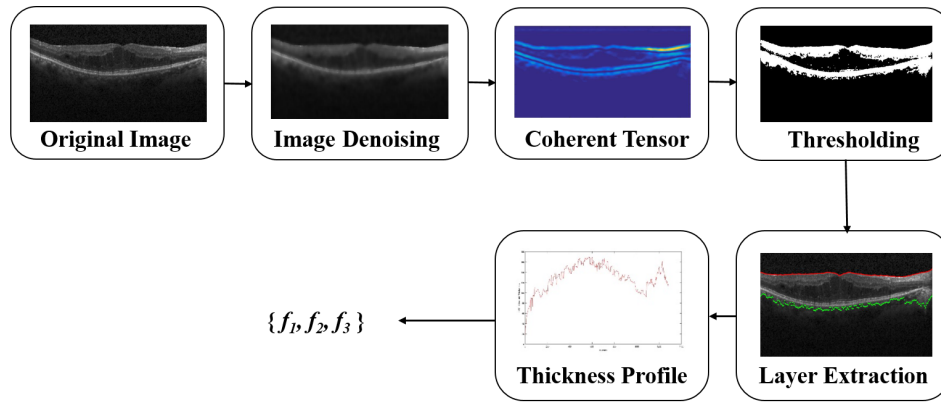 Original Image
Image Denoising
Coherent Tensor
Thresholding
{f1, f2, f3}
Thickness Profile
Layer Extraction